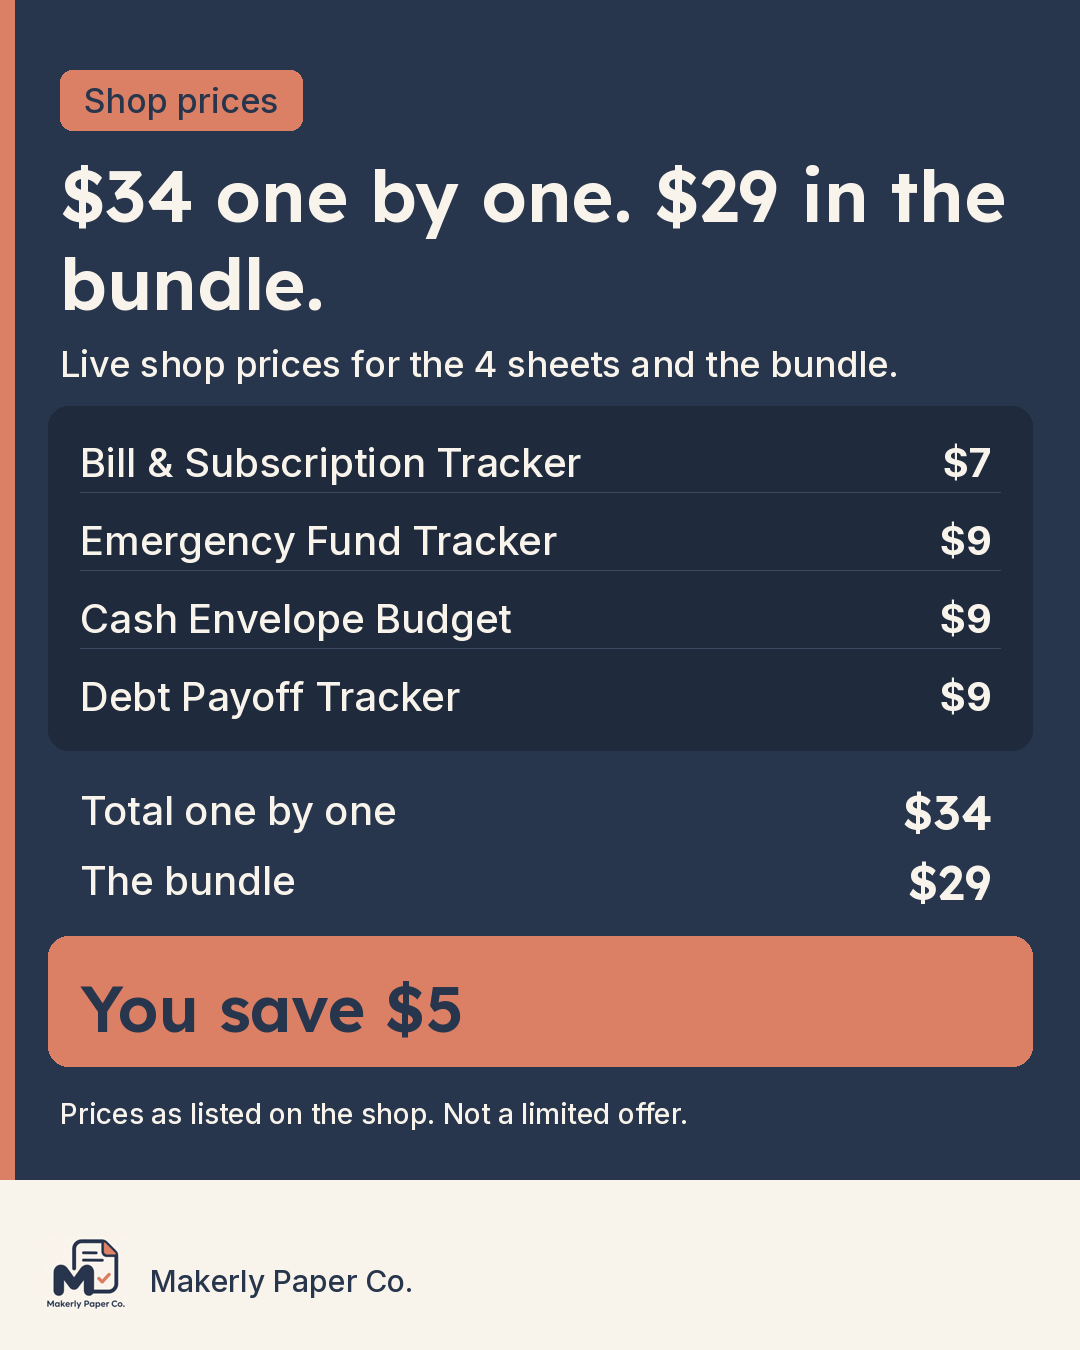 Shop prices
$34 one by one. $29 in the
bundle.
Live shop prices for the 4 sheets and the bundle.
Bill & Subscription Tracker $7
Emergency Fund Tracker $9
Cash Envelope Budget $9
Debt Payoff Tracker $9
Total one by one $34
The bundle $29
You save $5
Prices as listed on the shop. Not a limited offer.
M
Makerly Paper Co.
Makerly Paper Co.